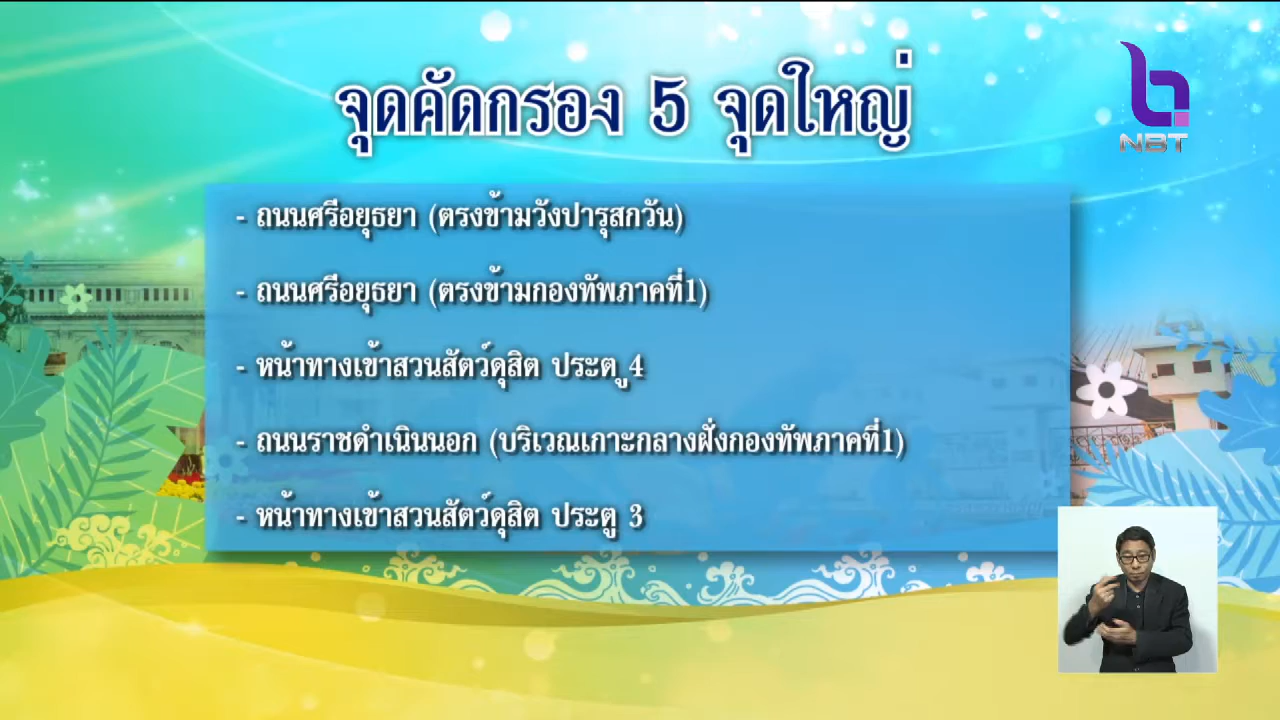 จุดคัดกรอง 5 จุดใหญ่
NBT
- ถนนศรีอยุธยา (ตรงข้ามวังปารุสกวัน)
- ถนนศรีอยุธยา (ตรงข้ามกองทัพภาคที่1)
- หน้าทางเข้าสวนสัตว์ดุสิต ประต ู4
- ถนนราชดำเนินนอก (บริเวณเกาะกลางฝั่งกองทัพภาคที่1)
- หน้าทางเข้าสวนสัตว์ดุสิต ประตู 3